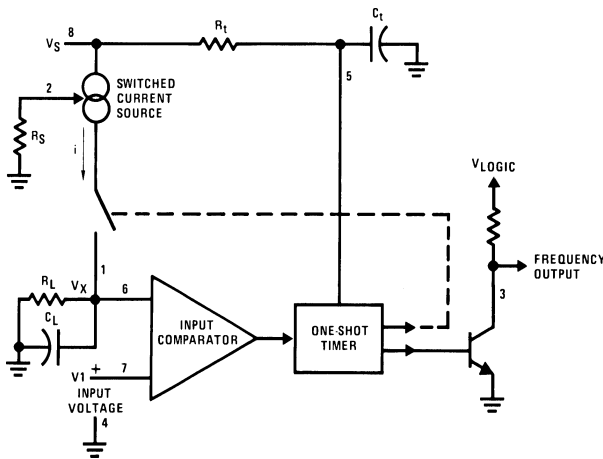 8
VS
Rt
Ct
5
2
SWITCHED
CURRENT
SOURCE
RS
i
VLOGIC
FREQUENCY
OUTPUT
3
1
RL
VX
6
CL
INPUT
COMPARATOR
ONE-SHOT
TIMER
V1
+
7
INPUT
VOLTAGE
4